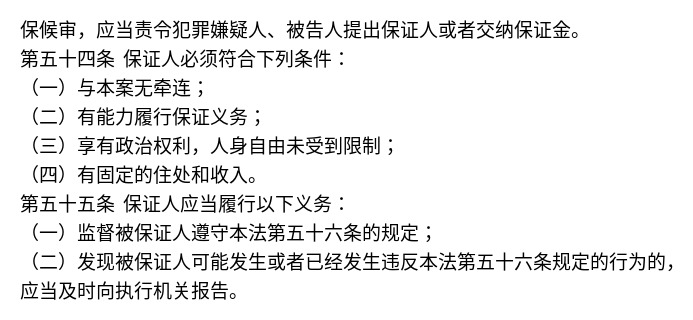 保候审，应当责令犯罪嫌疑人、被告人提出保证人或者交纳保证金。
第五十四条 保证人必须符合下列条件：
（一）与本案无牵连；
（二）有能力履行保证义务；
（三）享有政治权利，人身自由未受到限制；
（四）有固定的住处和收入。
第五十五条 保证人应当履行以下义务：
（一）监督被保证人遵守本法第五十六条的规定；
（二）发现被保证人可能发生或者已经发生违反本法第五十六条规定的行为的，
应当及时向执行机关报告。